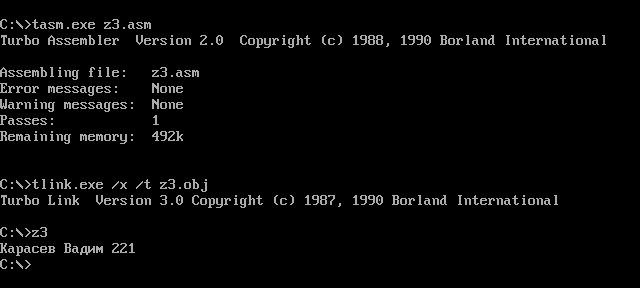 C:\>tasm.exe z3.asm
Turbo Assembler  Version 2.0  Copyright (c) 1988, 1990 Borland International
Assembling file:   z3.asm
Error messages:    None
Warning messages:  None
Passes:            1
Remaining memory:  492k
C:\>tlink.exe /x /t z3.obj
Turbo Link  Version 3.0 Copyright (c) 1987, 1990 Borland International
C:\>z3
Карасев Вадим 221
C:\>